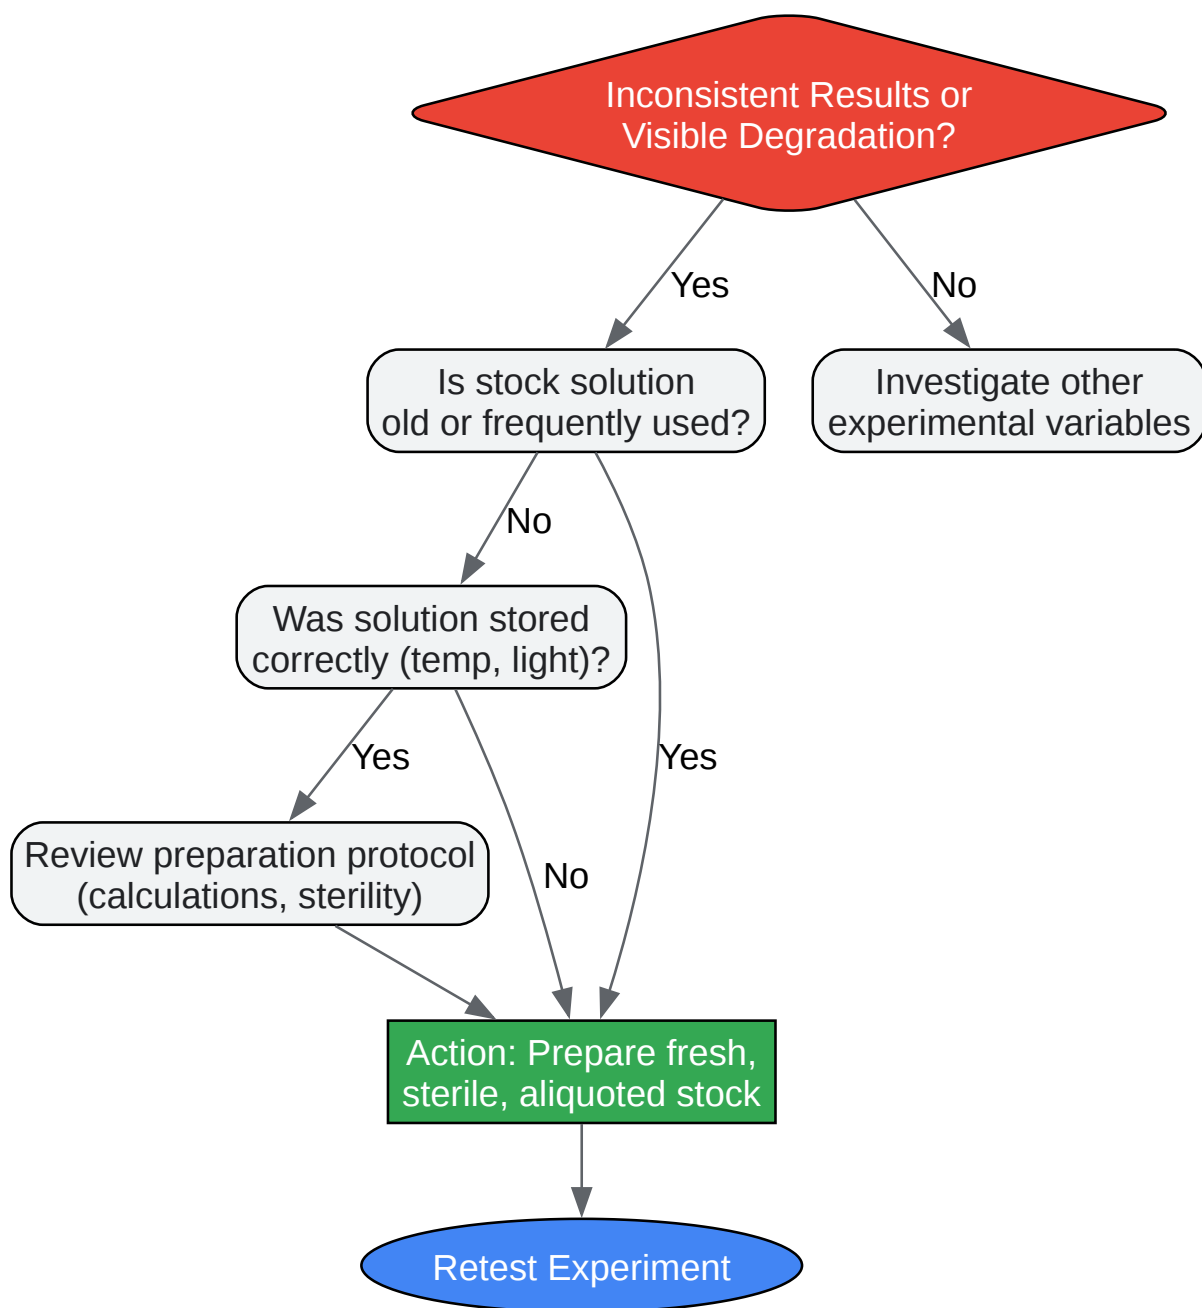 Inconsistent Results or
Visible Degradation?
Yes
No
Is stock solution
old or frequently used?
Investigate other
experimental variables
No
Was solution stored
correctly (temp, light)?
Yes
Yes
Review preparation protocol
(calculations, sterility)
No
Action: Prepare fresh,
sterile, aliquoted stock
Retest Experiment